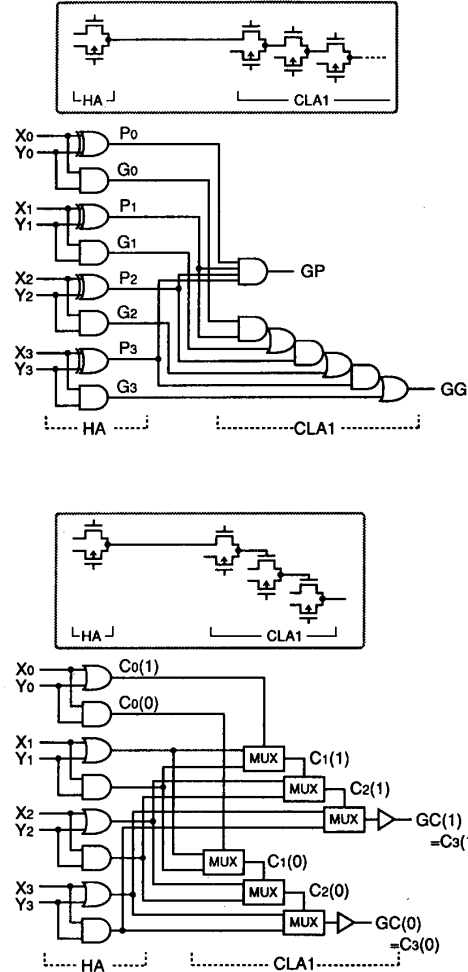 HA CLA1
X0 P0
Y0
G0
X1 P1
Y1
G1
GP
X2 P2
Y2
G2
X3 P3
Y3
G3 GG
HA CLA1
HA CLA1
X0 C0(1)
Y0
C0(0)
X1
Y1 MUX C1(1)
MUX C2(1)
X2
Y2 MUX GC(1)
=C3(1
MUX C1(0)
X3 MUX C2(0)
Y3
MUX GC(0)
=C3(0)
HA CLA1